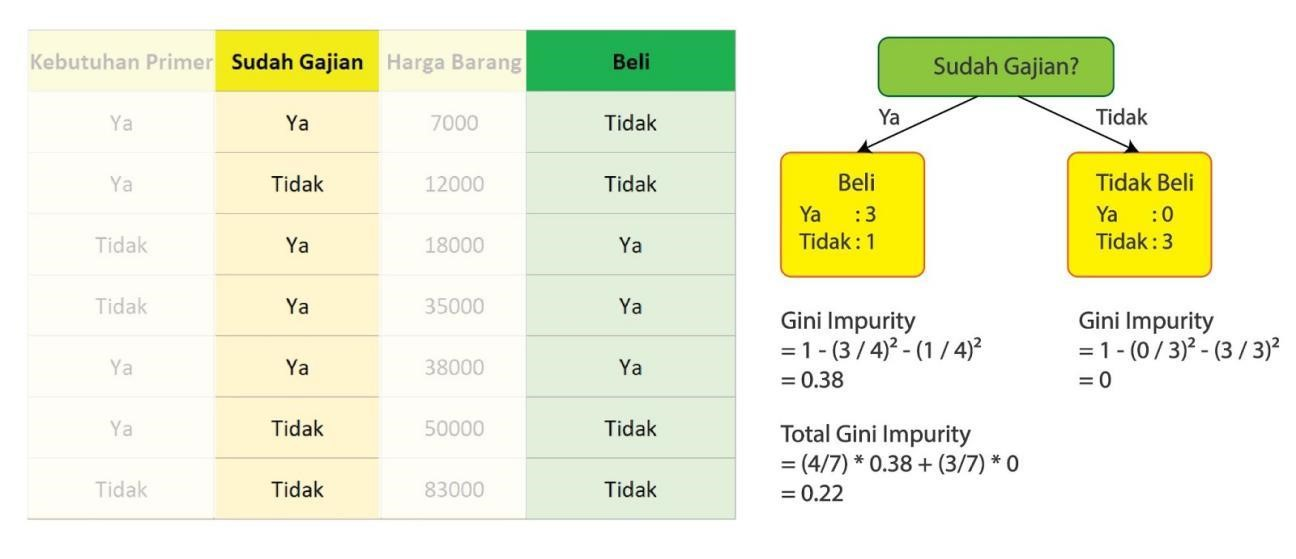 Kebutuhan Primer Sudah Gajian Harga Barang Beli
Ya Ya 7000 Tidak
Ya Tidak 12000 Tidak
Tidak Ya 18000 Ya
Tidak Ya 35000 Ya
Ya Ya 38000 Ya
Ya Tidak 50000 Tidak
Tidak Tidak 83000 Tidak
Sudah Gajian?
Ya
Tidak
Beli
Ya : 3
Tidak : 1
Tidak Beli
Ya : 0
Tidak : 3
Gini Impurity
= 1 - (3 / 4)² - (1 / 4)²
= 0.38
Gini Impurity
= 1 - (0 / 3)² - (3 / 3)²
= 0
Total Gini Impurity
= (4/7) * 0.38 + (3/7) * 0
= 0.22